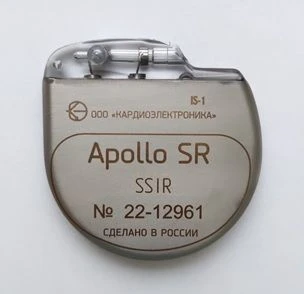 IS-1
ООО «КАРДИОЭЛЕКТРОНИКА»
Apollo SR
SSIR
№ 22-12961
СДЕЛАНО В РОССИИ